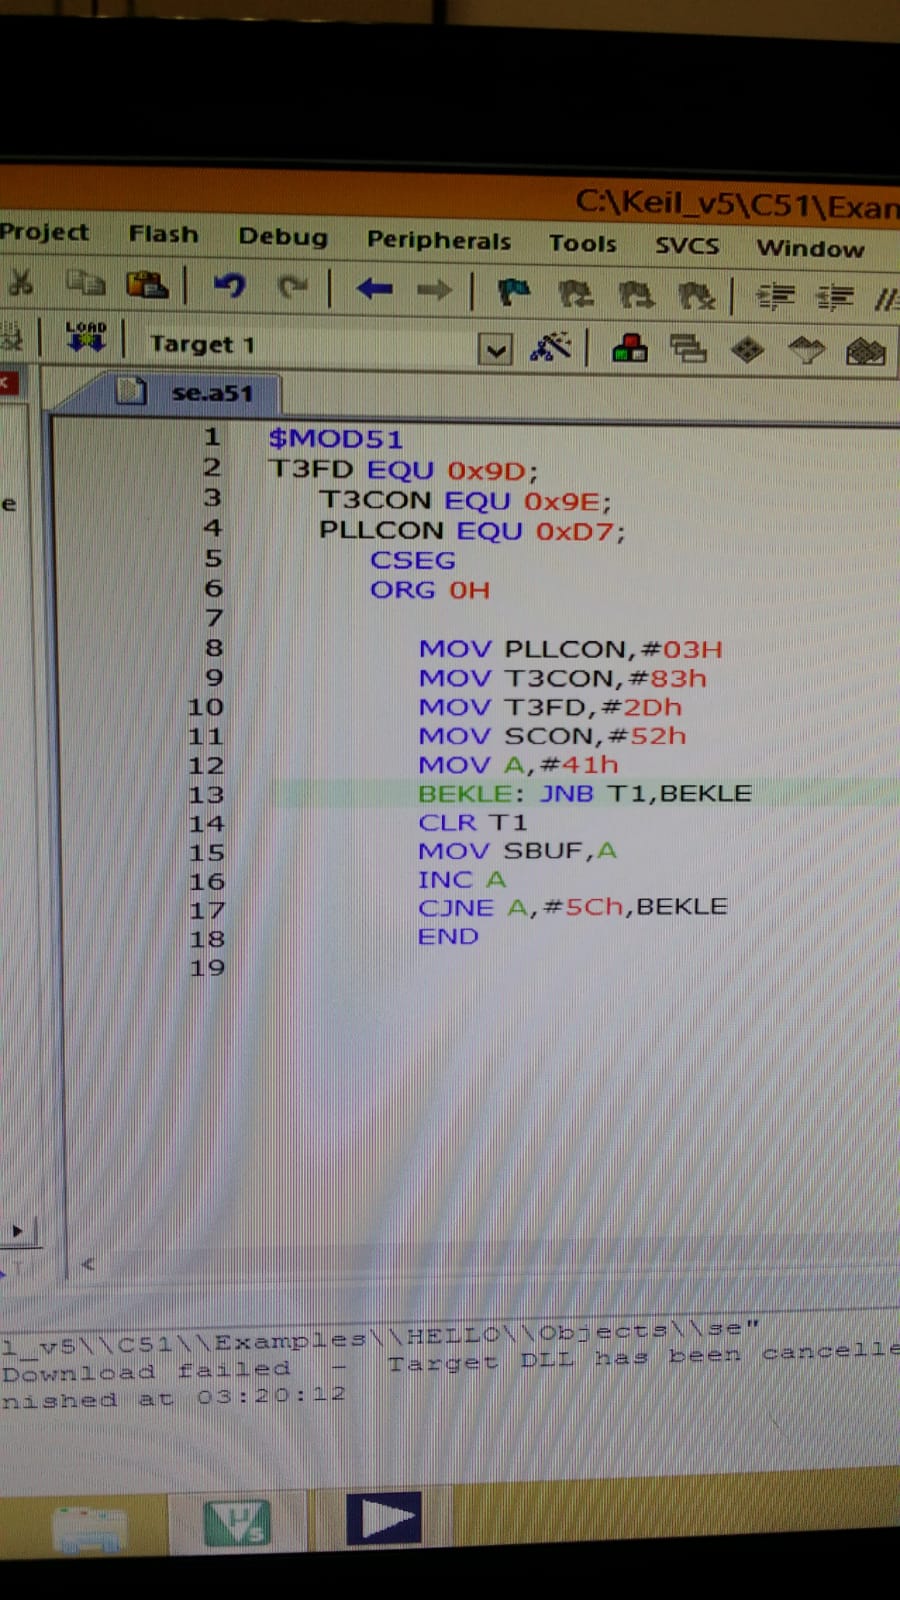 C:\Keil_v5\C51\Exan
Project Flash Debug Peripherals Tools SVCS Window
LOAD Target 1
se.a51
1 $MOD51
2 T3FD EQU 0x9D;
3 T3CON EQU 0x9E;
4 PLLCON EQU 0xD7;
5 CSEG
6 ORG 0H
7
8 MOV PLLCON,#03H
9 MOV T3CON,#83h
10 MOV T3FD,#2Dh
11 MOV SCON,#52h
12 MOV A,#41h
13 BEKLE: JNB T1,BEKLE
14 CLR T1
15 MOV SBUF,A
16 INC A
17 CJNE A,#5Ch,BEKLE
18 END
19
e
l_v5\\C51\\Examples\\HELLO\\Objects\\se"
Download failed - Target DLL has been cancelle
nished at 03:20:12
µ
5